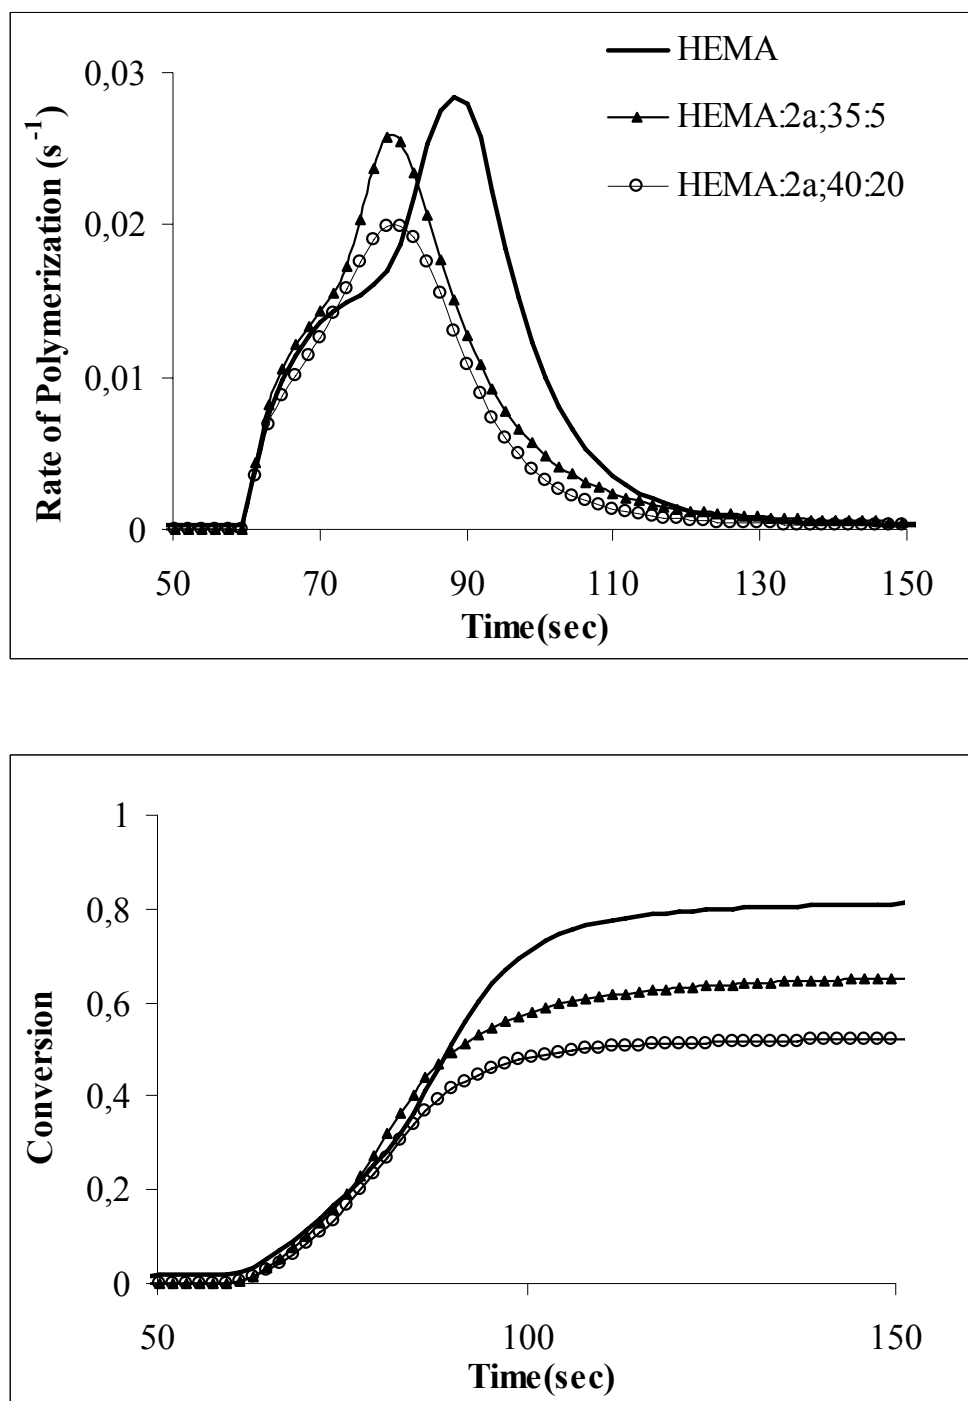 HEMA
HEMA:2a;35:5
HEMA:2a;40:20
Rate of Polymerization (s⁻¹)
0,03
0,02
0,01
0
50 70 90 110 130 150
Time(sec)
Conversion
1
0,8
0,6
0,4
0,2
0
50 100 150
Time(sec)